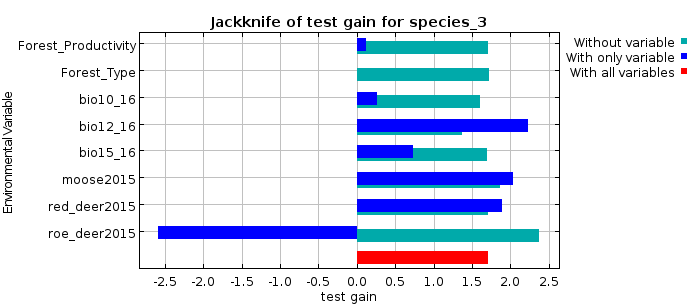 Jackknife of test gain for species_3
Environmental Variable
Forest_Productivity
Forest_Type
bio10_16
bio12_16
bio15_16
moose2015
red_deer2015
roe_deer2015
-2.5 -2.0 -1.5 -1.0 -0.5 0.0 0.5 1.0 1.5 2.0 2.5
test gain
Without variable
With only variable
With all variables